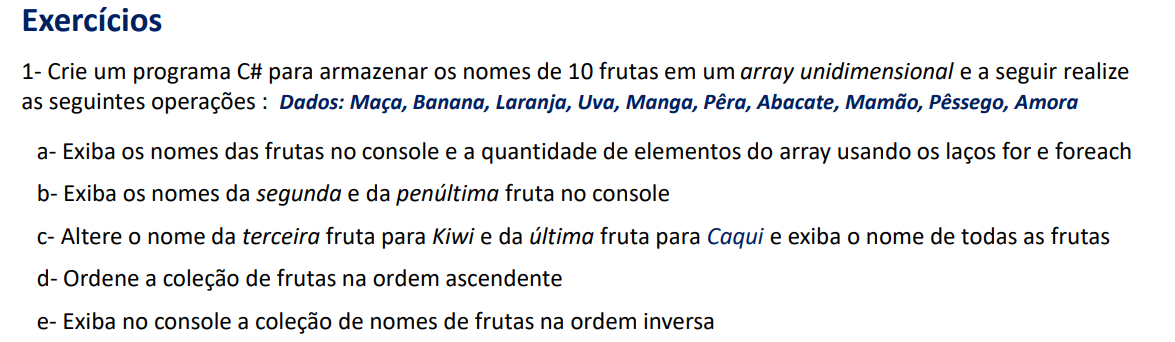 Exercícios
1- Crie um programa C# para armazenar os nomes de 10 frutas em um array unidimensional e a seguir realize
as seguintes operações : Dados: Maça, Banana, Laranja, Uva, Manga, Pêra, Abacate, Mamão, Pêssego, Amora
a- Exiba os nomes das frutas no console e a quantidade de elementos do array usando os laços for e foreach
b- Exiba os nomes da segunda e da penúltima fruta no console
c- Altere o nome da terceira fruta para Kiwi e da última fruta para Caqui e exiba o nome de todas as frutas
d- Ordene a coleção de frutas na ordem ascendente
e- Exiba no console a coleção de nomes de frutas na ordem inversa